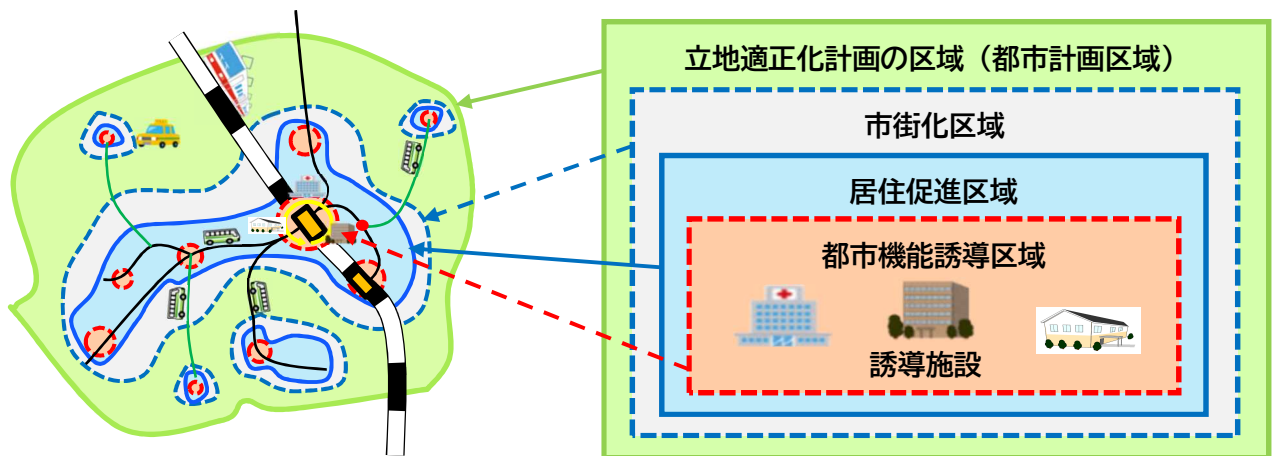 立地適正化計画の区域（都市計画区域）
市街化区域
居住促進区域
都市機能誘導区域
誘導施設